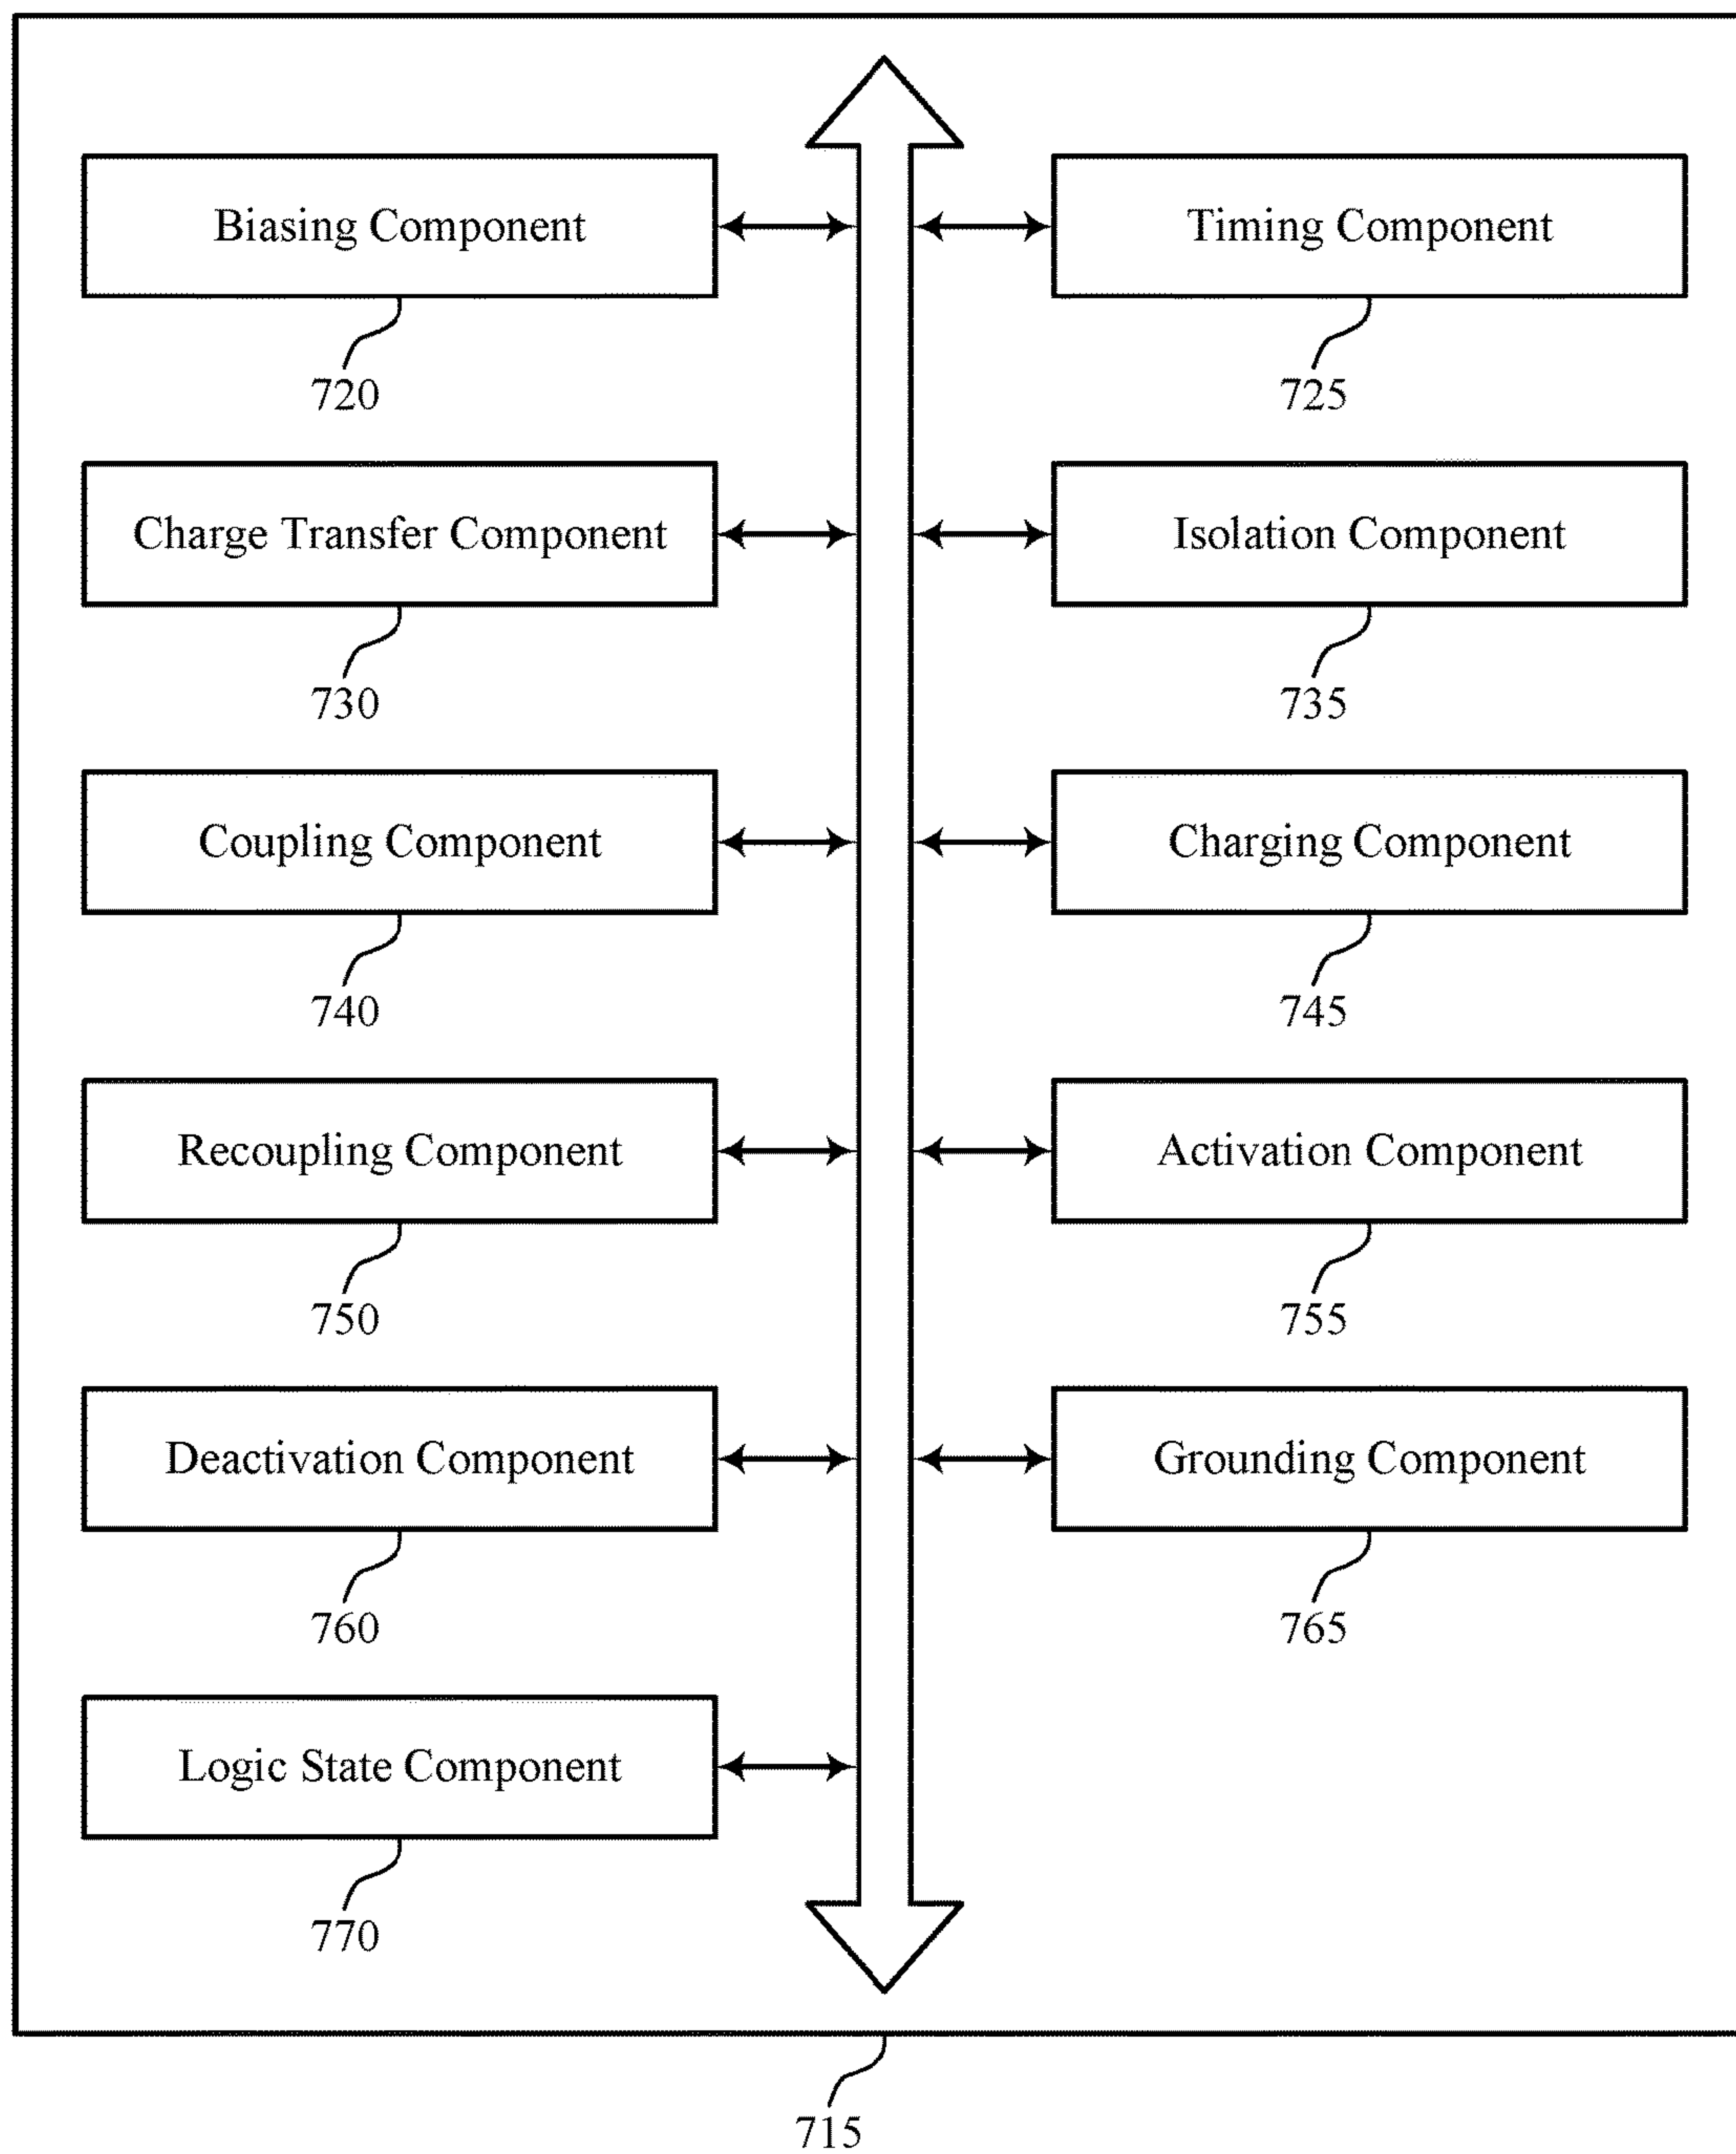 Biasing Component
Timing Component
720
725
Charge Transfer Component
Isolation Component
730
735
Coupling Component
Charging Component
740
745
Recoupling Component
Activation Component
750
755
Deactivation Component
Grounding Component
760
765
Logic State Component
770
715